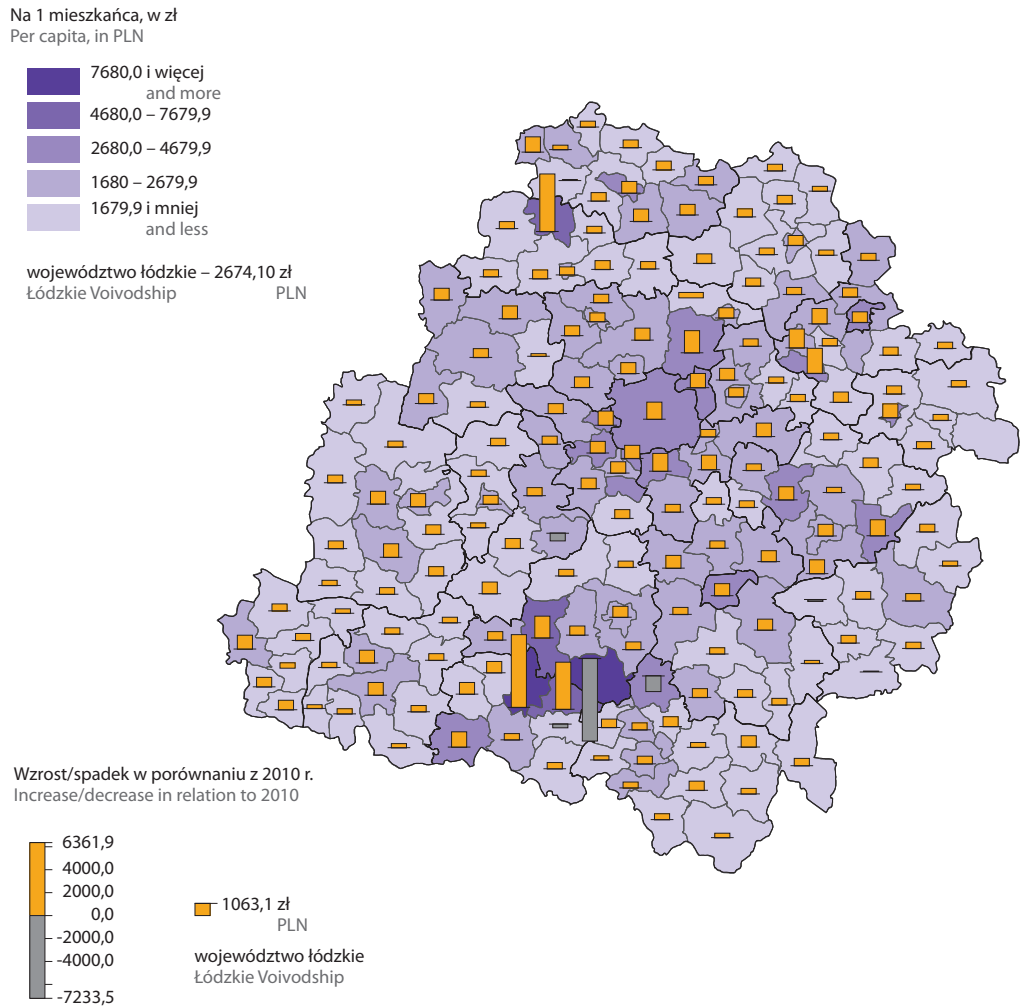 Na 1 mieszkańca, w zł
Per capita, in PLN
7680,0 i więcej
and more
4680,0 – 7679,9
2680,0 – 4679,9
1680 – 2679,9
1679,9 i mniej
and less
województwo łódzkie – 2674,10 zł
Łódzkie Voivodship PLN
Wzrost/spadek w porównaniu z 2010 r.
Increase/decrease in relation to 2010
6361,9
4000,0
2000,0
0,0
-2000,0
-4000,0
-7233,5
1063,1 zł
PLN
województwo łódzkie
Łódzkie Voivodship